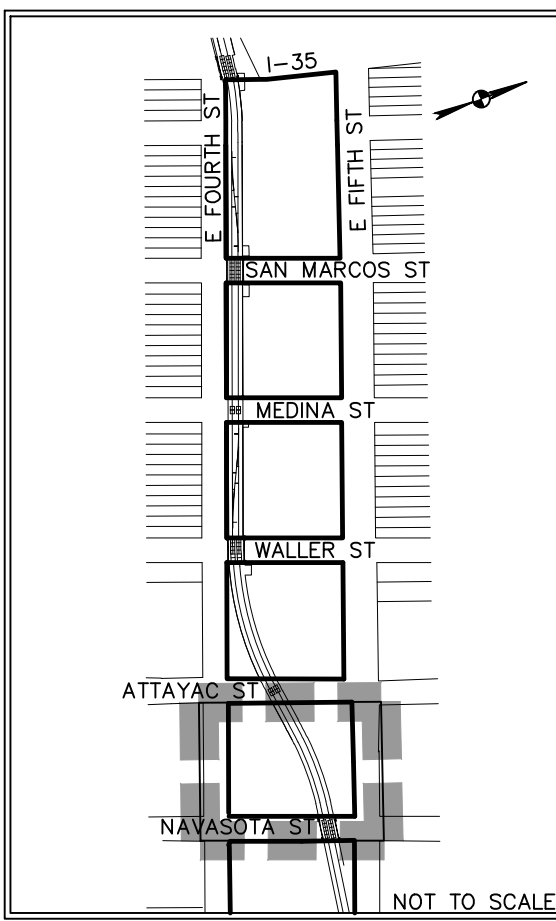 I-35
E FOURTH ST
E FIFTH ST
SAN MARCOS ST
MEDINA ST
WALLER ST
ATTAYAC ST
NAVASOTA ST
NOT TO SCALE